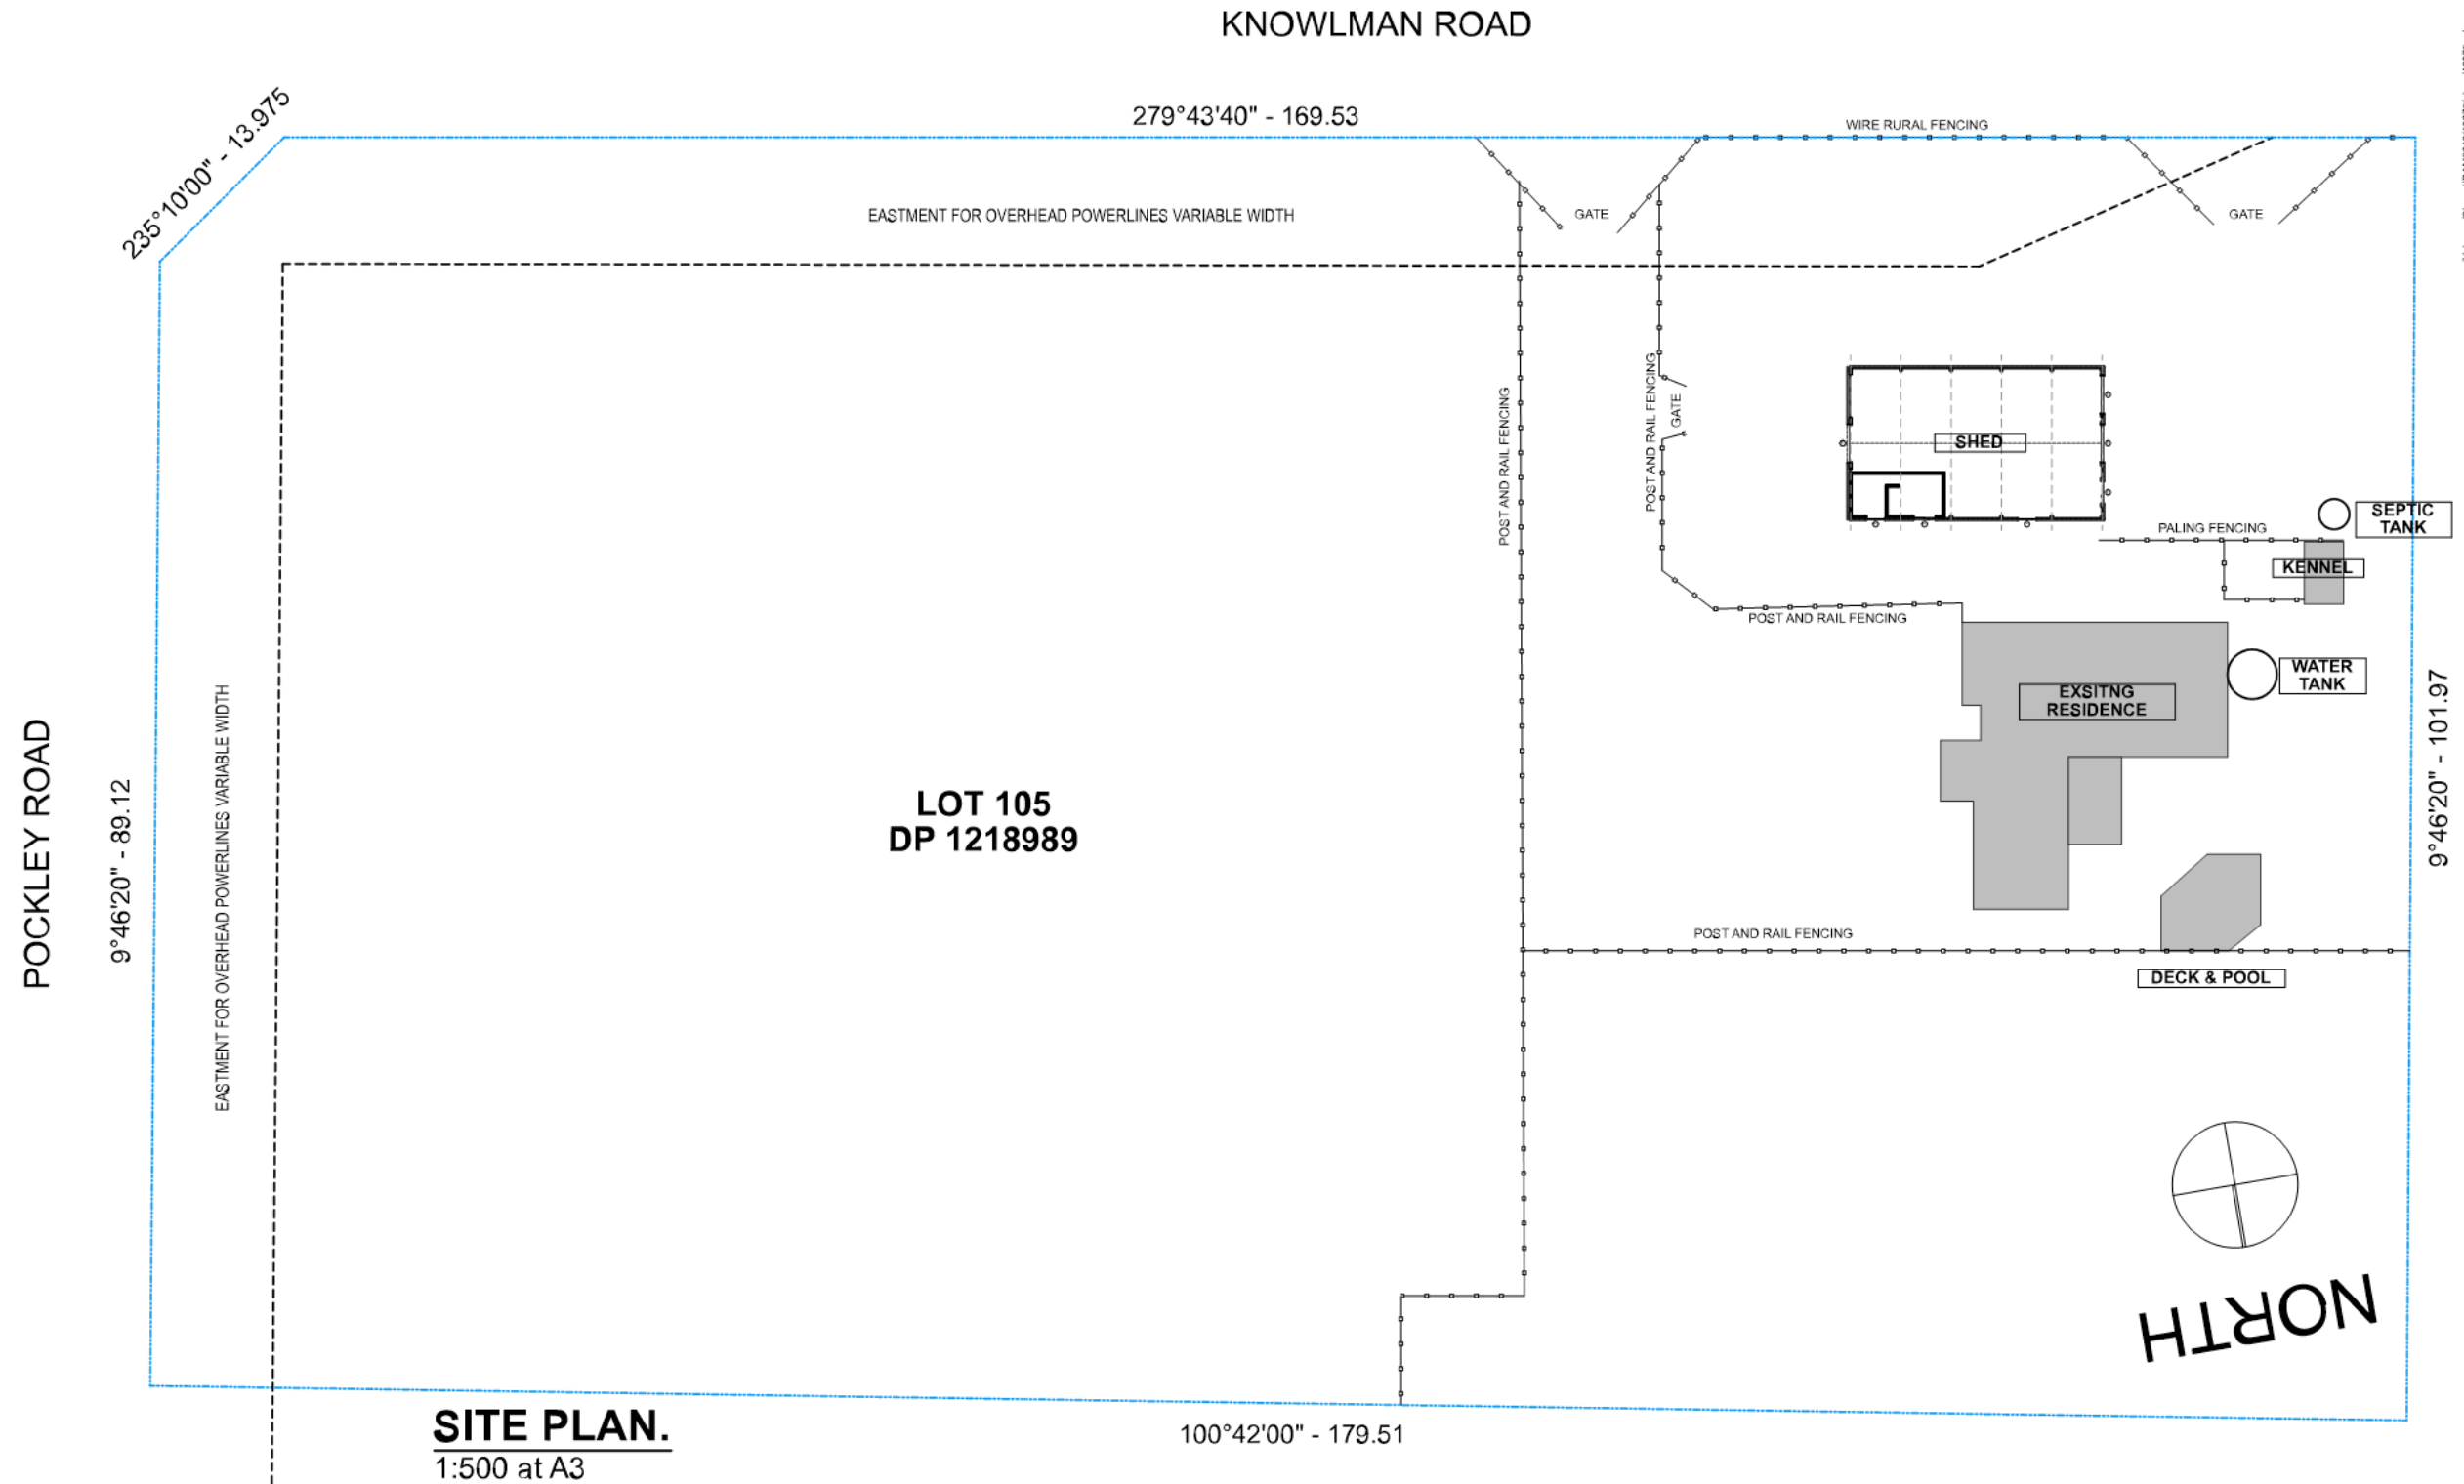 KNOWLMAN ROAD
235°10'00" - 13.975
279°43'40" - 169.53
WIRE RURAL FENCING
EASTMENT FOR OVERHEAD POWERLINES VARIABLE WIDTH
GATE
GATE
POST AND RAIL FENCING
POST AND RAIL FENCING
GATE
SHED
SEPTIC
TANK
PALING FENCING
KENNEL
POST AND RAIL FENCING
WATER
TANK
EXSITNG
RESIDENCE
POCKLEY ROAD
9°46'20" - 89.12
EASTMENT FOR OVERHEAD POWERLINES VARIABLE WIDTH
LOT 105
DP 1218989
9°46'20" - 101.97
POST AND RAIL FENCING
DECK & POOL
NORTH
SITE PLAN.
1:500 at A3
100°42'00" - 179.51